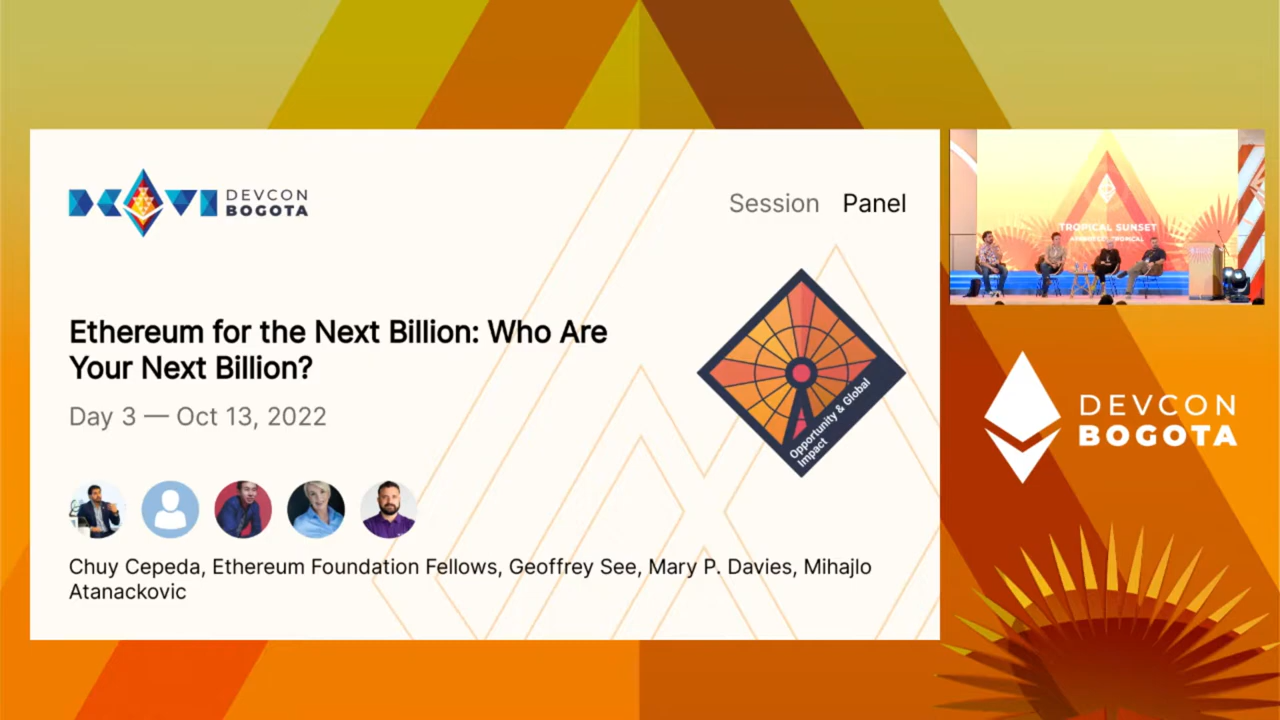 DEVCON
BOGOTA
Session Panel
Ethereum for the Next Billion: Who Are
Your Next Billion?
Day 3 — Oct 13, 2022
Opportunity & Global
Impact
Chuy Cepeda, Ethereum Foundation Fellows, Geoffrey See, Mary P. Davies, Mihajlo
Atanackovic
TROPICAL SUNSET
DEVCON
BOGOTA